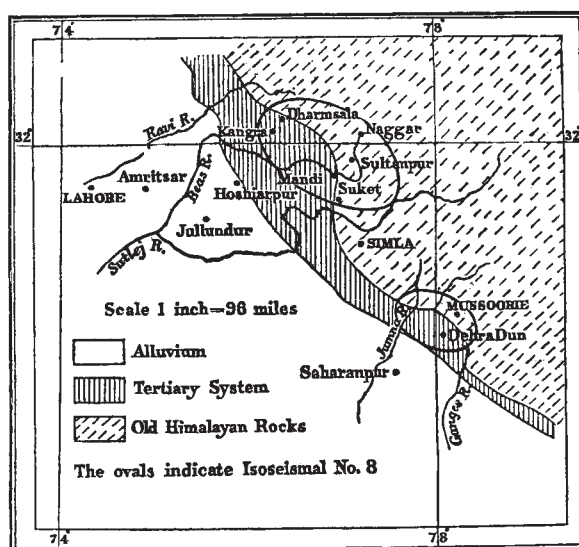 74°
78°
32°
32°
Ravi R.
Dharmsala
Kangra
Naggar
Sultanpur
Mandi
Suket
LAHORE
Amritsar
Beas R.
Hoshiarpur
Jullundur
SIMLA
Sutlej R.
Scale 1 inch=96 miles
MUSSOORIE
Jumna R.
Dehra Dun
Alluvium
Tertiary System
Saharanpur
Old Himalayan Rocks
Ganges R.
The ovals indicate Isoseismal No. 8
74°
78°